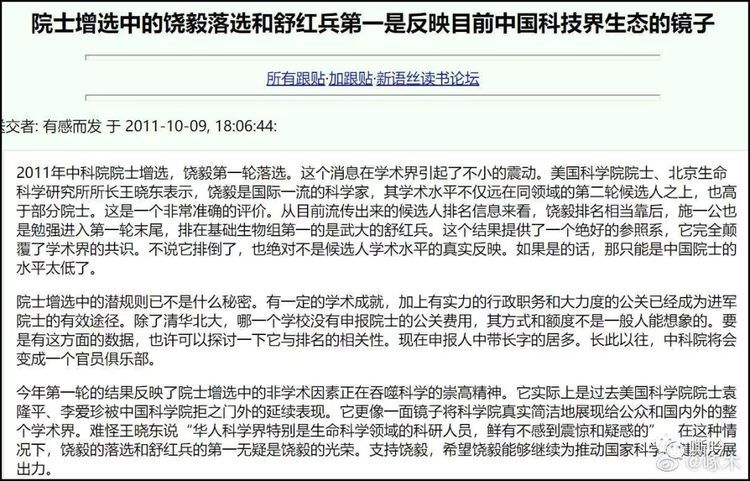 院士增选中的饶毅落选和舒红兵第一是反映目前中国科技界生态的镜子
所有跟贴·加跟贴·新语丝读书论坛
交者: 有感而发 于 2011-10-09, 18:06:44:
2011年中科院院士增选，饶毅第一轮落选。这个消息在学术界引起了不小的震动。美国科学院院士、北京生命
科学研究所所长王晓东表示，饶毅是国际一流的科学家，其学术水平不仅远在同领域的第二轮候选人之上，也高
于部分院士。这是一个非常准确的评价。从目前流传出来的候选人排名信息来看，饶毅排名相当靠后，施一公也
是勉强进入第一轮末尾，排在基础生物组第一的是武大的舒红兵。这个结果提供了一个绝好的参照系，它完全颠
覆了学术界的共识。不说它排倒了，也绝对不是候选人学术水平的真实反映。如果是的话，那只能是中国院士的
水平太低了。
院士增选中的潜规则已不是什么秘密。有一定的学术成就，加上有实力的行政职务和大力度的公关已经成为进军
院士的有效途径。除了清华北大，哪一个学校没有申报院士的公关费用，其方式和额度不是一般人能想象的。要
是有这方面的数据，也许可以探讨一下它与排名的相关性。现在申报人中带长字的居多。长此以往，中科院将会
变成一个官员俱乐部。
今年第一轮的结果反映了院士增选中的非学术因素正在吞噬科学的崇高精神。它实际上是过去美国科学院院士袁
隆平、李爱珍被中国科学院拒之门外的延续表现。它更像一面镜子将科学院真实简洁地展现给公众和国内外的整
个学术界。难怪王晓东说“华人科学界特别是生命科学领域的科研人员，鲜有不感到震惊和疑惑的” 。在这种情
况下，饶毅的落选和舒红兵的第一无疑是饶毅的光荣。支持饶毅，希望饶毅能够继续为推动国家科学 发展
出力。